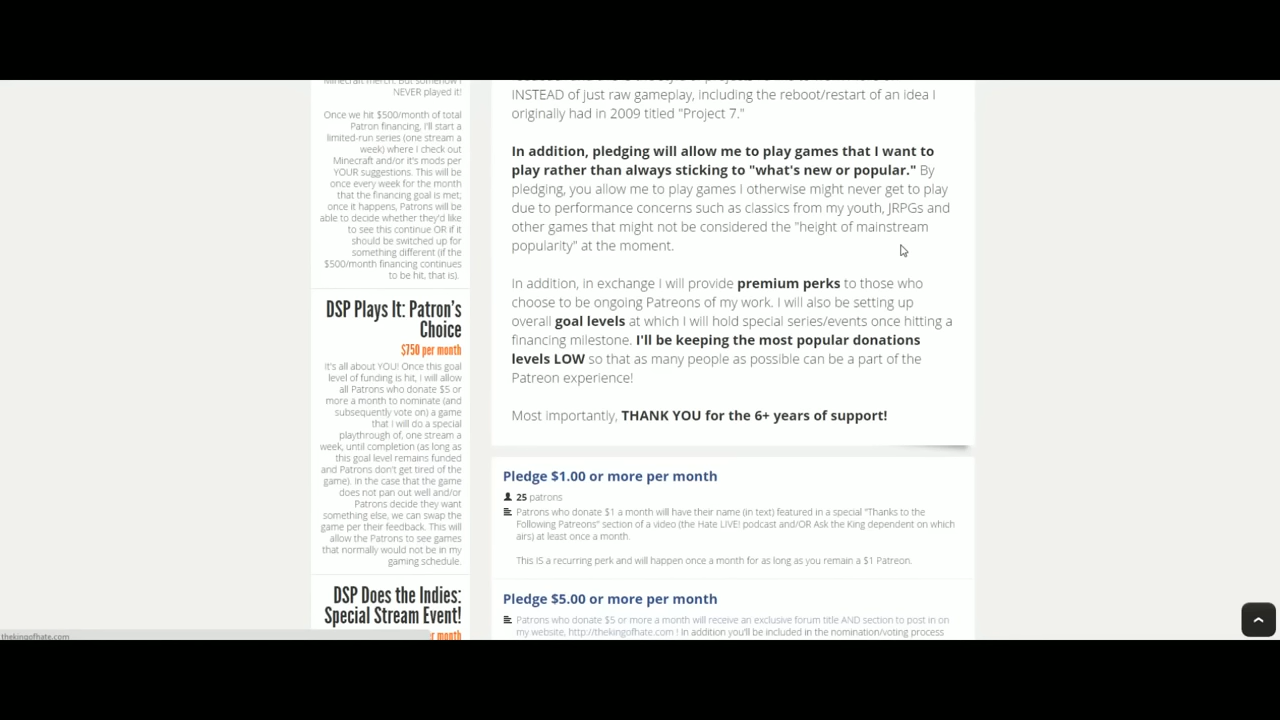 Minecraft merch. But somehow I
NEVER played it!
Once we hit $500/month of total
Patron financing, I'll start a
limited-run series (one stream a
week) where I check out
Minecraft and/or it's mods per
YOUR suggestions. This will be
once every week for the month
that the financing goal is met;
once it happens, Patrons will be
able to decide whether they'd like
to see this continue OR if it
should be switched up for
something different (if the
$500/month financing continues
to be hit, that is).
DSP Plays It: Patron's
Choice
$750 per month
It's all about YOU! Once this goal
level of funding is hit, I will allow
all Patrons who donate $5 or
more a month to nominate (and
subsequently vote on) a game
that I will do a special
playthrough of, one stream a
week, until completion (as long as
this goal level remains funded
and Patrons don't get tired of the
game). In the case that the game
does not pan out well and/or
Patrons decide they want
something else, we can swap the
game per their feedback. This will
allow the Patrons to see games
that normally would not be in my
gaming schedule.
DSP Does the Indies:
Special Stream Event!
per month
INSTEAD of just raw gameplay, including the reboot/restart of an idea I
originally had in 2009 titled "Project 7."
In addition, pledging will allow me to play games that I want to
play rather than always sticking to "what's new or popular." By
pledging, you allow me to play games I otherwise might never get to play
due to performance concerns such as classics from my youth, JRPGs and
other games that might not be considered the "height of mainstream
popularity" at the moment.
In addition, in exchange I will provide premium perks to those who
choose to be ongoing Patreons of my work. I will also be setting up
overall goal levels at which I will hold special series/events once hitting a
financing milestone. I'll be keeping the most popular donations
levels LOW so that as many people as possible can be a part of the
Patreon experience!
Most importantly, THANK YOU for the 6+ years of support!
Pledge $1.00 or more per month
25 patrons
Patrons who donate $1 a month will have their name (in text) featured in a special "Thanks to the
Following Patreons" section of a video (the Hate LIVE! podcast and/OR Ask the King dependent on which
airs) at least once a month.
This IS a recurring perk and will happen once a month for as long as you remain a $1 Patreon.
Pledge $5.00 or more per month
Patrons who donate $5 or more a month will receive an exclusive forum title AND section to post in on
my website, http://thekingofhate.com ! In addition you'll be included in the nomination/voting process
thekingofhate.com